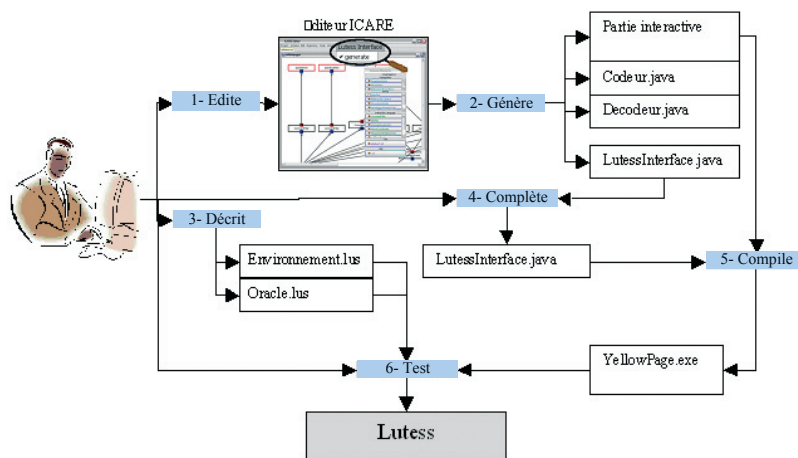 diteur ICARE
Lutess Interface
generate
1- Edite
2- Génère
Partie interactive
Codeur.java
Decodeur.java
LutessInterface.java
4- Complète
3- Décrit
Environnement.lus
Oracle.lus
LutessInterface.java
5- Compile
6- Test
YellowPage.exe
Lutess